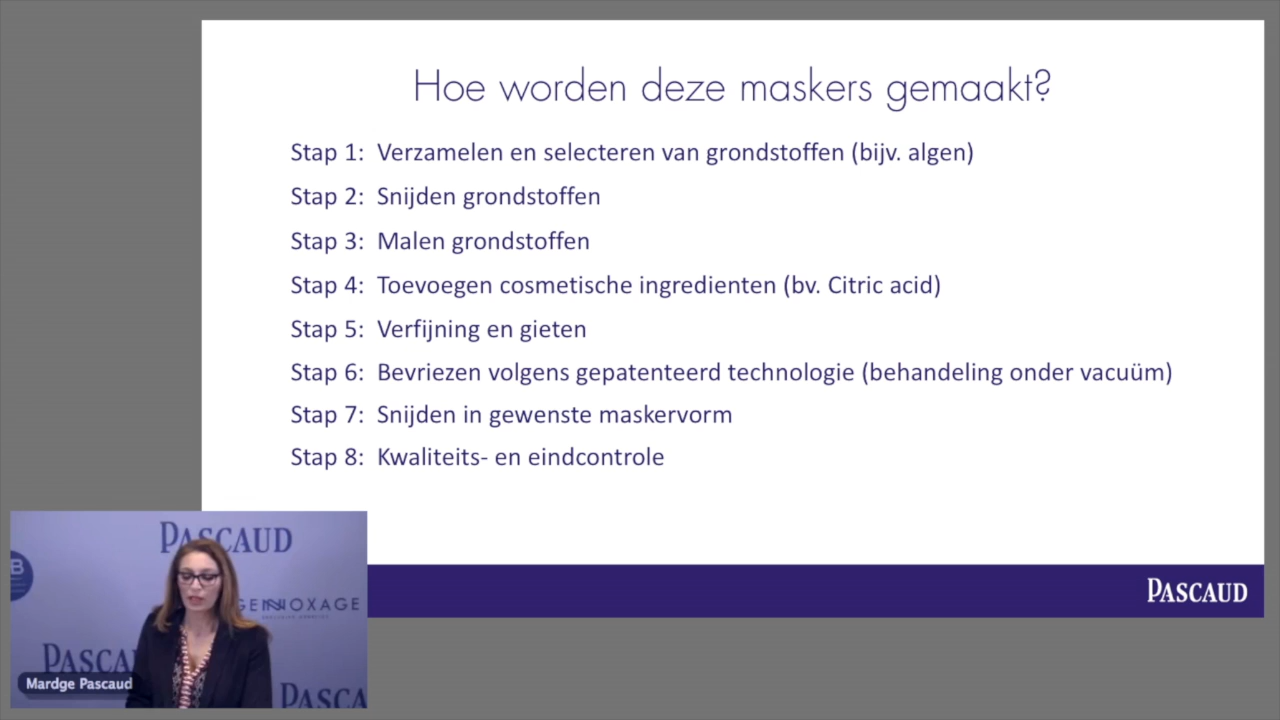 Hoe worden deze maskers gemaakt?
Stap 1: Verzamelen en selecteren van grondstoffen (bijv. algen)
Stap 2: Snijden grondstoffen
Stap 3: Malen grondstoffen
Stap 4: Toevoegen cosmetische ingredienten (bv. Citric acid)
Stap 5: Verfijning en gieten
Stap 6: Bevriezen volgens gepatenteerd technologie (behandeling onder vacuüm)
Stap 7: Snijden in gewenste maskervorm
Stap 8: Kwaliteits- en eindcontrole
PASCAUD
PASCAUD
B
GENNOXAGE
PASCA
Mardge Pascaud
PASCA